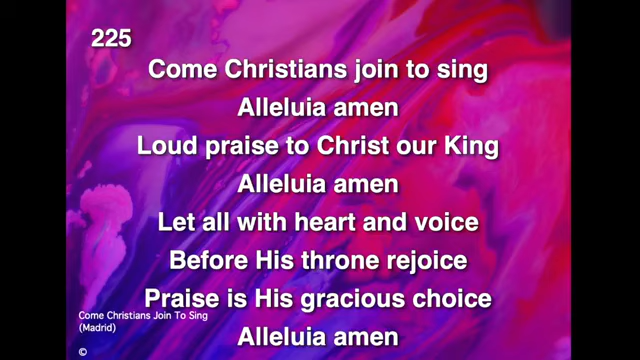 225
Come Christians join to sing
Alleluia amen
Loud praise to Christ our King
Alleluia amen
Let all with heart and voice
Before His throne rejoice
Praise is His gracious choice
Alleluia amen
Come Christians Join To Sing
(Madrid)
©